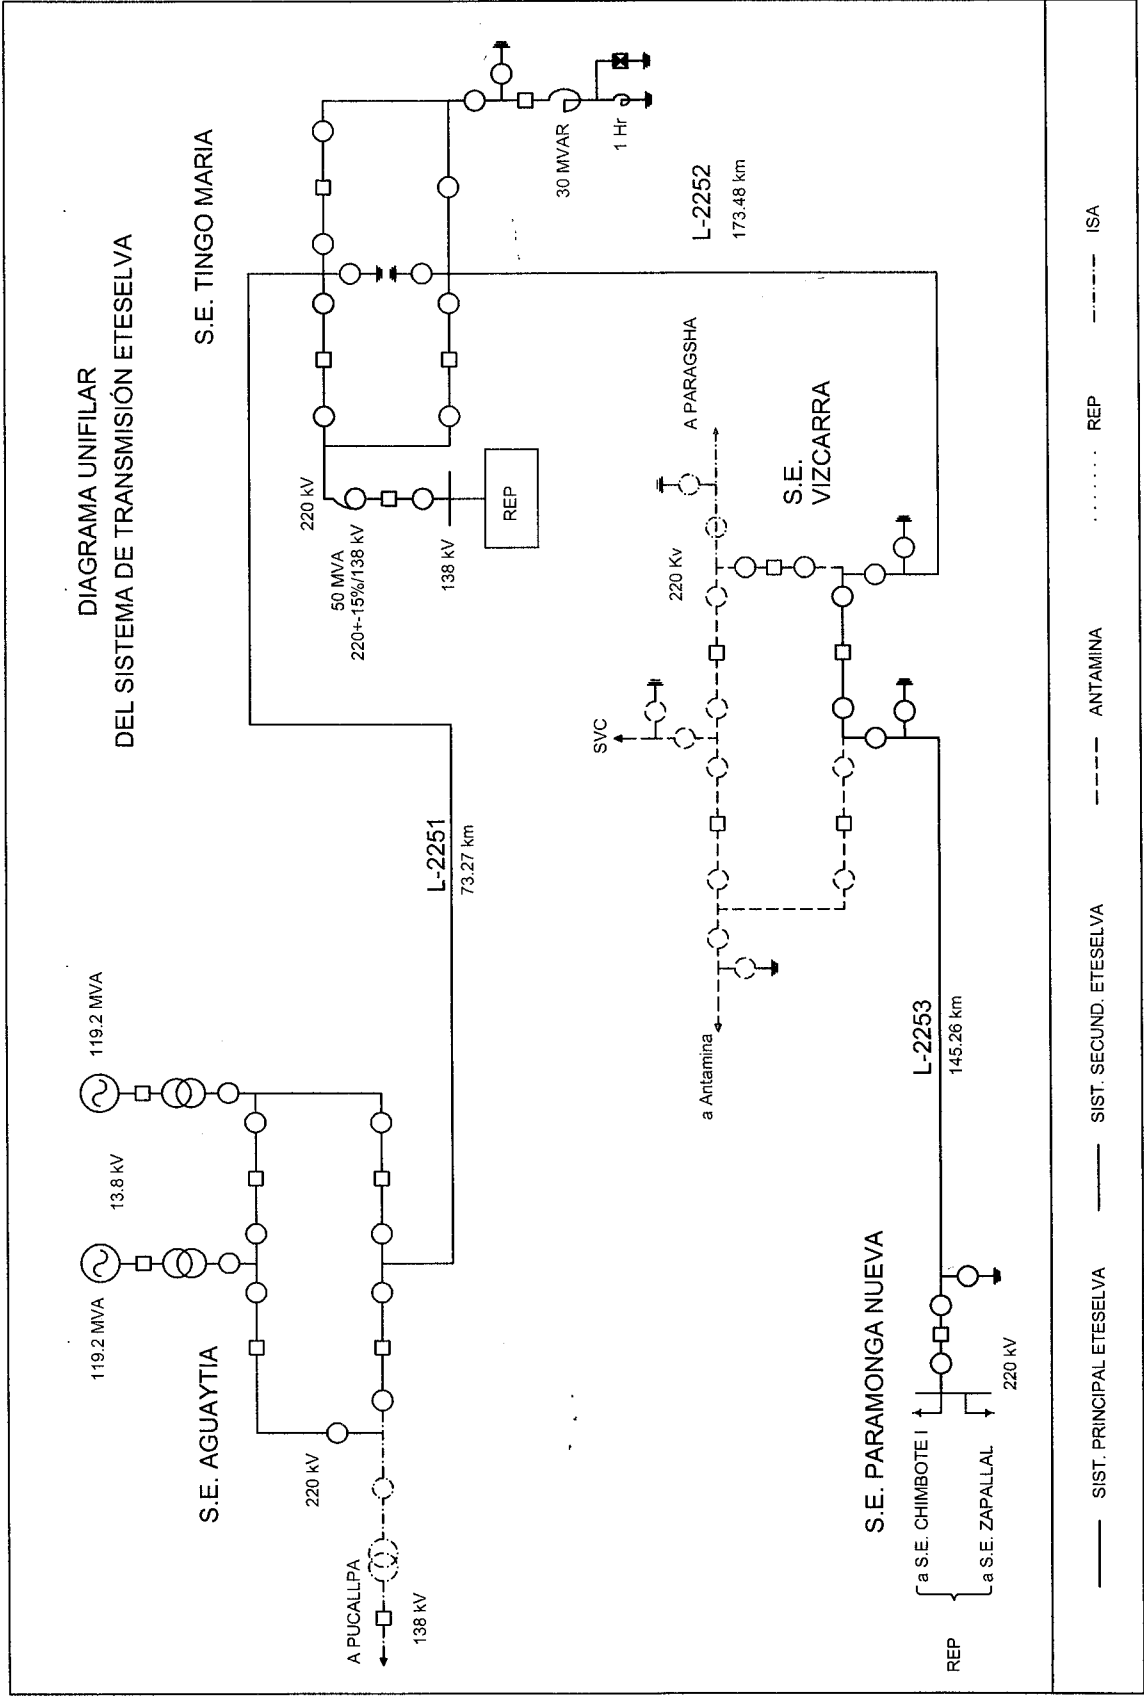 DIAGRAMA UNIFILAR
DEL SISTEMA DE TRANSMISIÓN ETESELVA
S.E. AGUAYTIA
119.2 MVA
119.2 MVA
13.8 kV
220 kV
A PUCALLPA
138 kV
L-2251
73.27 km
S.E. TINGO MARIA
220 kV
50 MVA
220+-15%/138 kV
138 kV
REP
30 MVAR
1 Hr
L-2252
173.48 km
S.E.
VIZCARRA
220 Kv
A PARAGSHA
SVC
a Antamina
L-2253
145.26 km
S.E. PARAMONGA NUEVA
220 kV
a S.E. CHIMBOTE I
a S.E. ZAPALLAL
REP
SIST. PRINCIPAL ETESELVA
SIST. SECUND. ETESELVA
ANTAMINA
REP
ISA